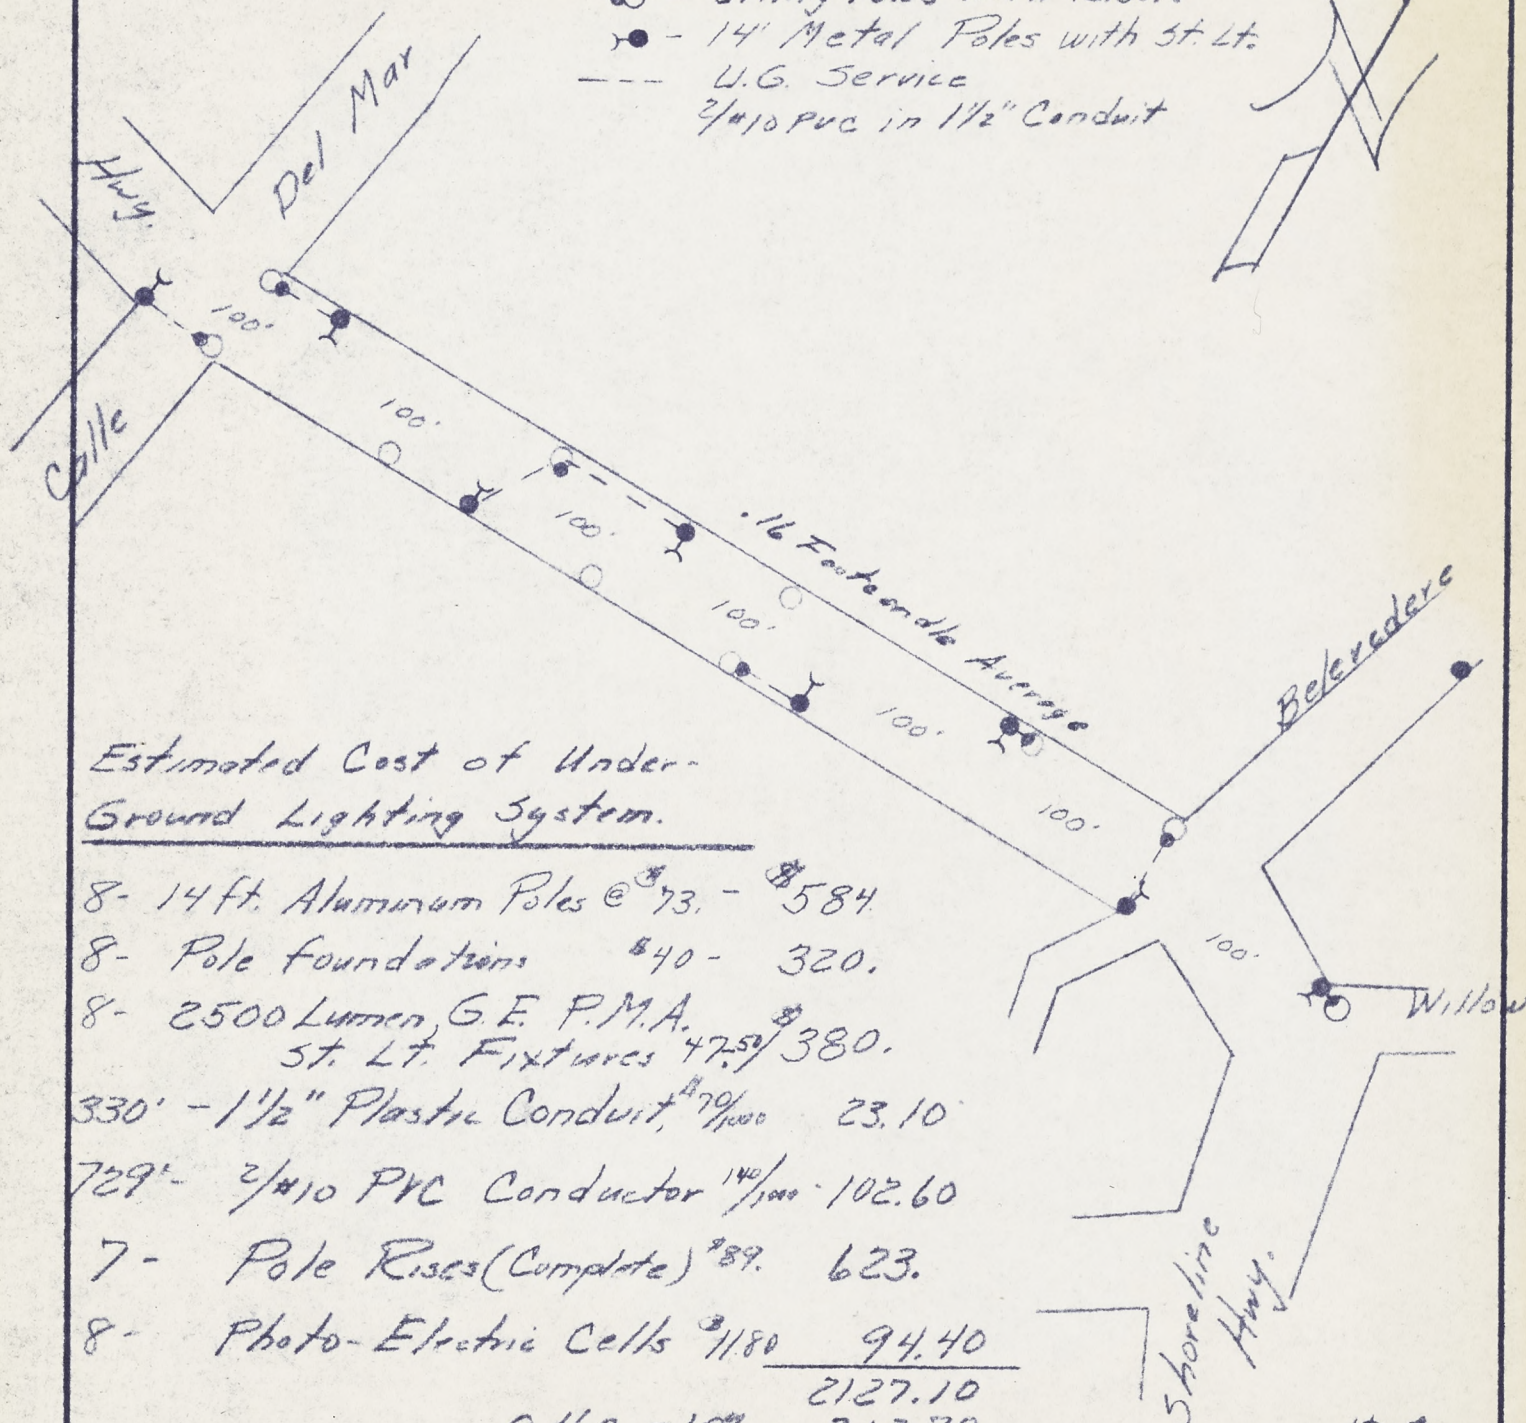 14' Metal Poles with St. Lt.
U.G. Service
2/#10 PVC in 1½" Conduit
Hwy.
Del Mar
100'
Calle
100'
100'
.16 Footcandle Average
100'
100'
100'
Belevedere
100'
Willow
Shoreline
Hwy.
Estimated Cost of Under-
Ground Lighting System.
8- 14 ft. Aluminum Poles @ $73. - $584.
8- Pole foundations $40 - 320.
8- 2500 Lumen, G.E. P.M.A.
St. Lt. Fixtures 47.50/ $380.
330' - 1½" Plastic Conduit, $70/1000 23.10
729'- 2/#10 PVC Conductor 140/1000 - 102.60
7 - Pole Rises (Complete) $89. 623.
8- Photo-Electric Cells $11.80 94.40
2127.10